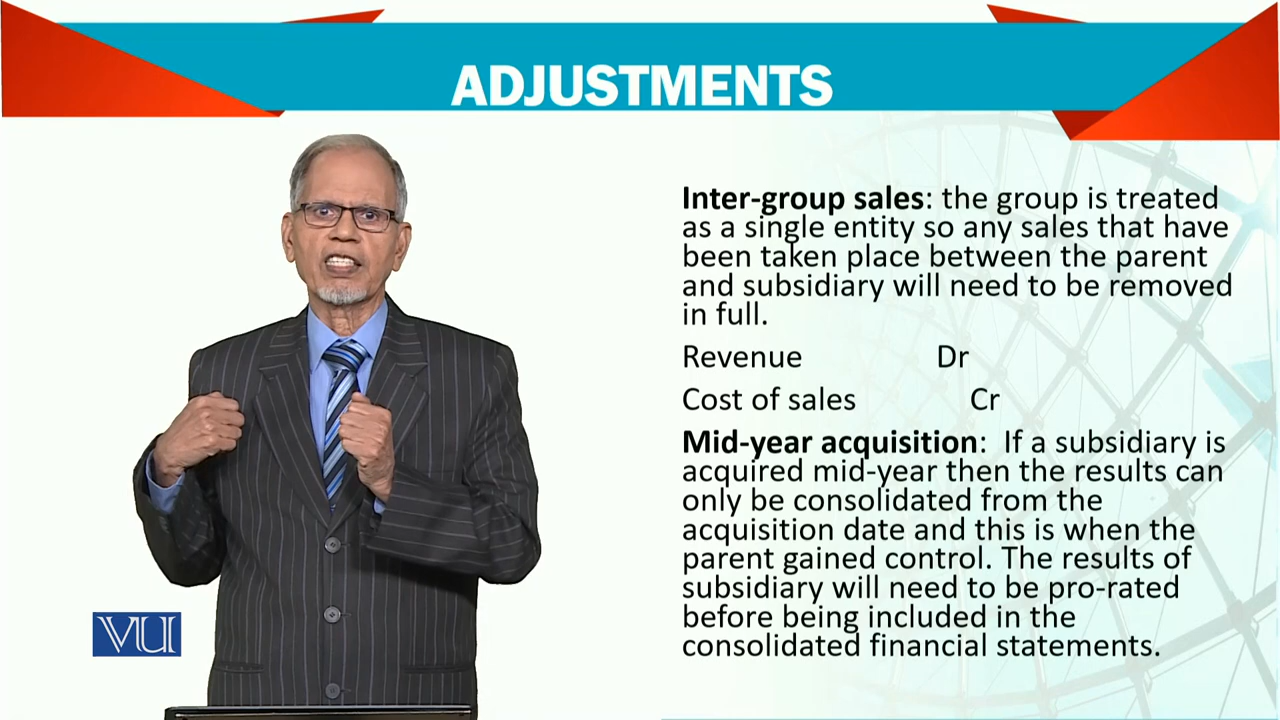 ADJUSTMENTS
Inter-group sales: the group is treated
as a single entity so any sales that have
been taken place between the parent
and subsidiary will need to be removed
in full.
Revenue Dr
Cost of sales Cr
Mid-year acquisition: If a subsidiary is
acquired mid-year then the results can
only be consolidated from the
acquisition date and this is when the
parent gained control. The results of
subsidiary will need to be pro-rated
before being included in the
consolidated financial statements.
VU